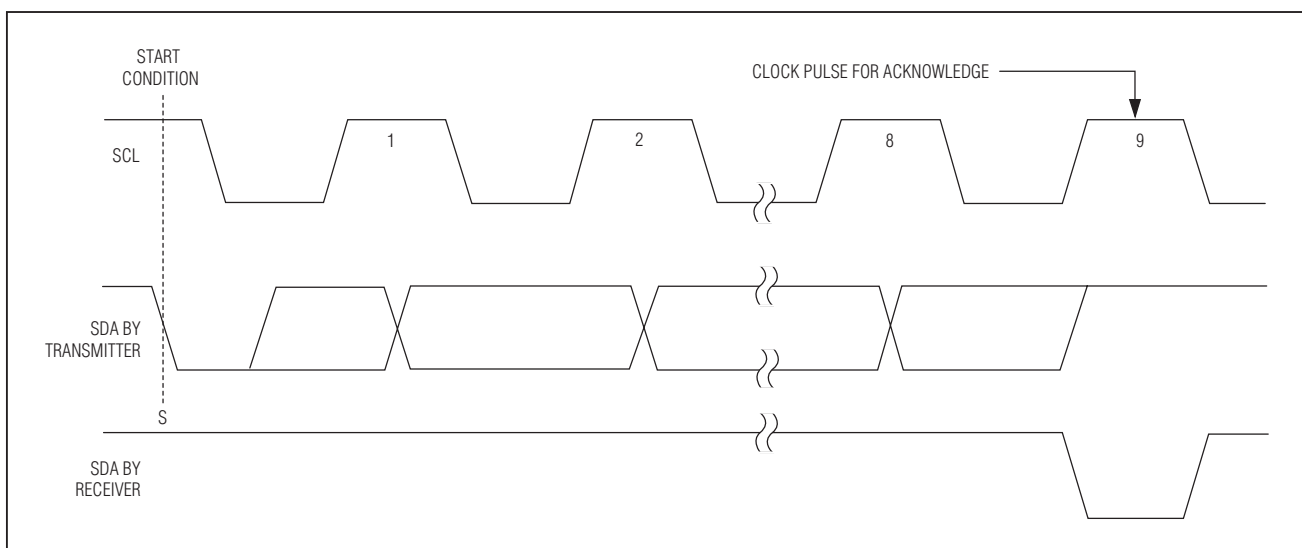 START
CONDITION
CLOCK PULSE FOR ACKNOWLEDGE
SCL
1
2
8
9
SDA BY
TRANSMITTER
S
SDA BY
RECEIVER